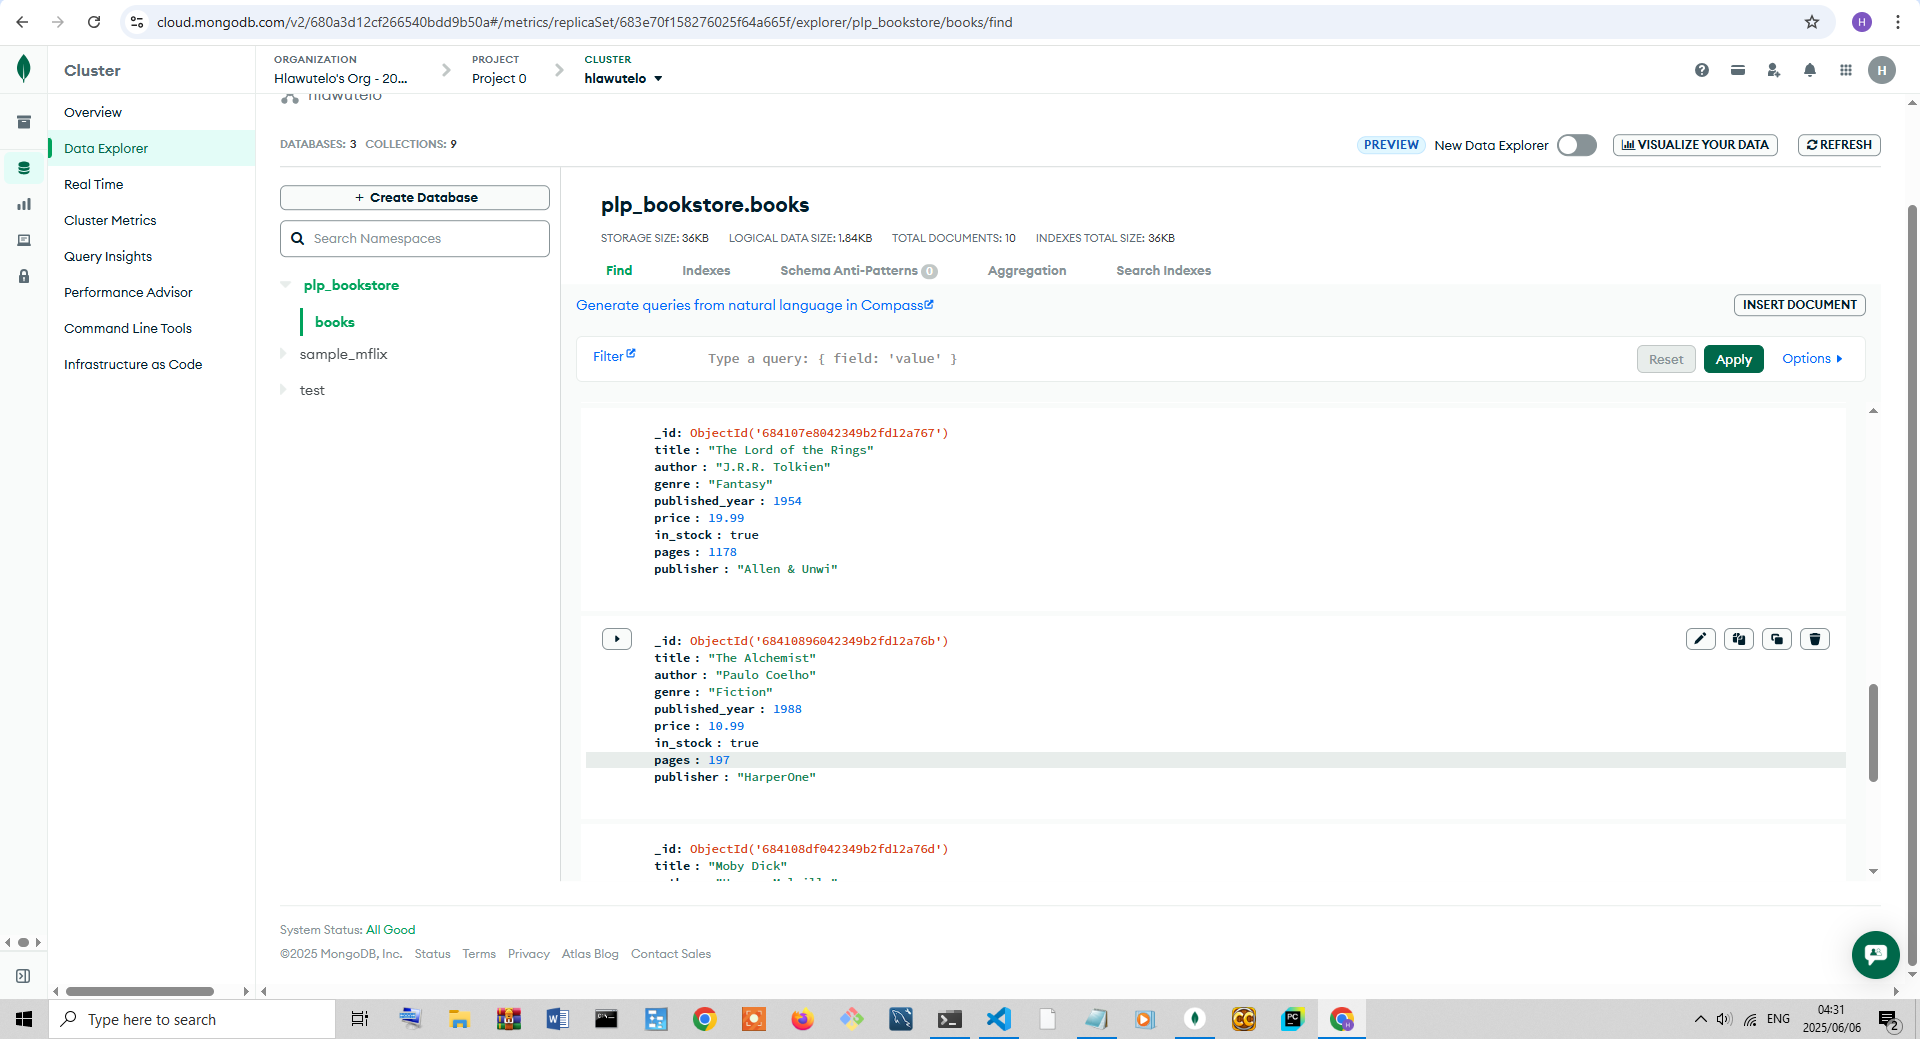 cloud.mongodb.com/v2/680a3d12cf266540bdd9b50a#/metrics/replicaSet/683e70f158276025f64a665f/explorer/plp_bookstore/books/find
H
Cluster
ORGANIZATION
Hlawutelo's Org - 20...
PROJECT
Project 0
CLUSTER
hlawutelo
H
Overview
Data Explorer
Real Time
Cluster Metrics
Query Insights
Performance Advisor
Command Line Tools
Infrastructure as Code
hlawutelo
DATABASES: 3 COLLECTIONS: 9
PREVIEW New Data Explorer
VISUALIZE YOUR DATA
REFRESH
+ Create Database
Search Namespaces
plp_bookstore
books
sample_mflix
test
plp_bookstore.books
STORAGE SIZE: 36KB LOGICAL DATA SIZE: 1.84KB TOTAL DOCUMENTS: 10 INDEXES TOTAL SIZE: 36KB
Find Indexes Schema Anti-Patterns 0 Aggregation Search Indexes
Generate queries from natural language in Compass
INSERT DOCUMENT
Filter
Type a query: { field: 'value' }
Reset
Apply
Options
_id: ObjectId('684107e8042349b2fd12a767')
title : "The Lord of the Rings"
author : "J.R.R. Tolkien"
genre : "Fantasy"
published_year : 1954
price : 19.99
in_stock : true
pages : 1178
publisher : "Allen & Unwi"
_id: ObjectId('68410896042349b2fd12a76b')
title : "The Alchemist"
author : "Paulo Coelho"
genre : "Fiction"
published_year : 1988
price : 10.99
in_stock : true
pages : 197
publisher : "HarperOne"
_id: ObjectId('684108df042349b2fd12a76d')
title : "Moby Dick"
System Status: All Good
©2025 MongoDB, Inc. Status Terms Privacy Atlas Blog Contact Sales
Type here to search
ENG
04:31
2025/06/06
2